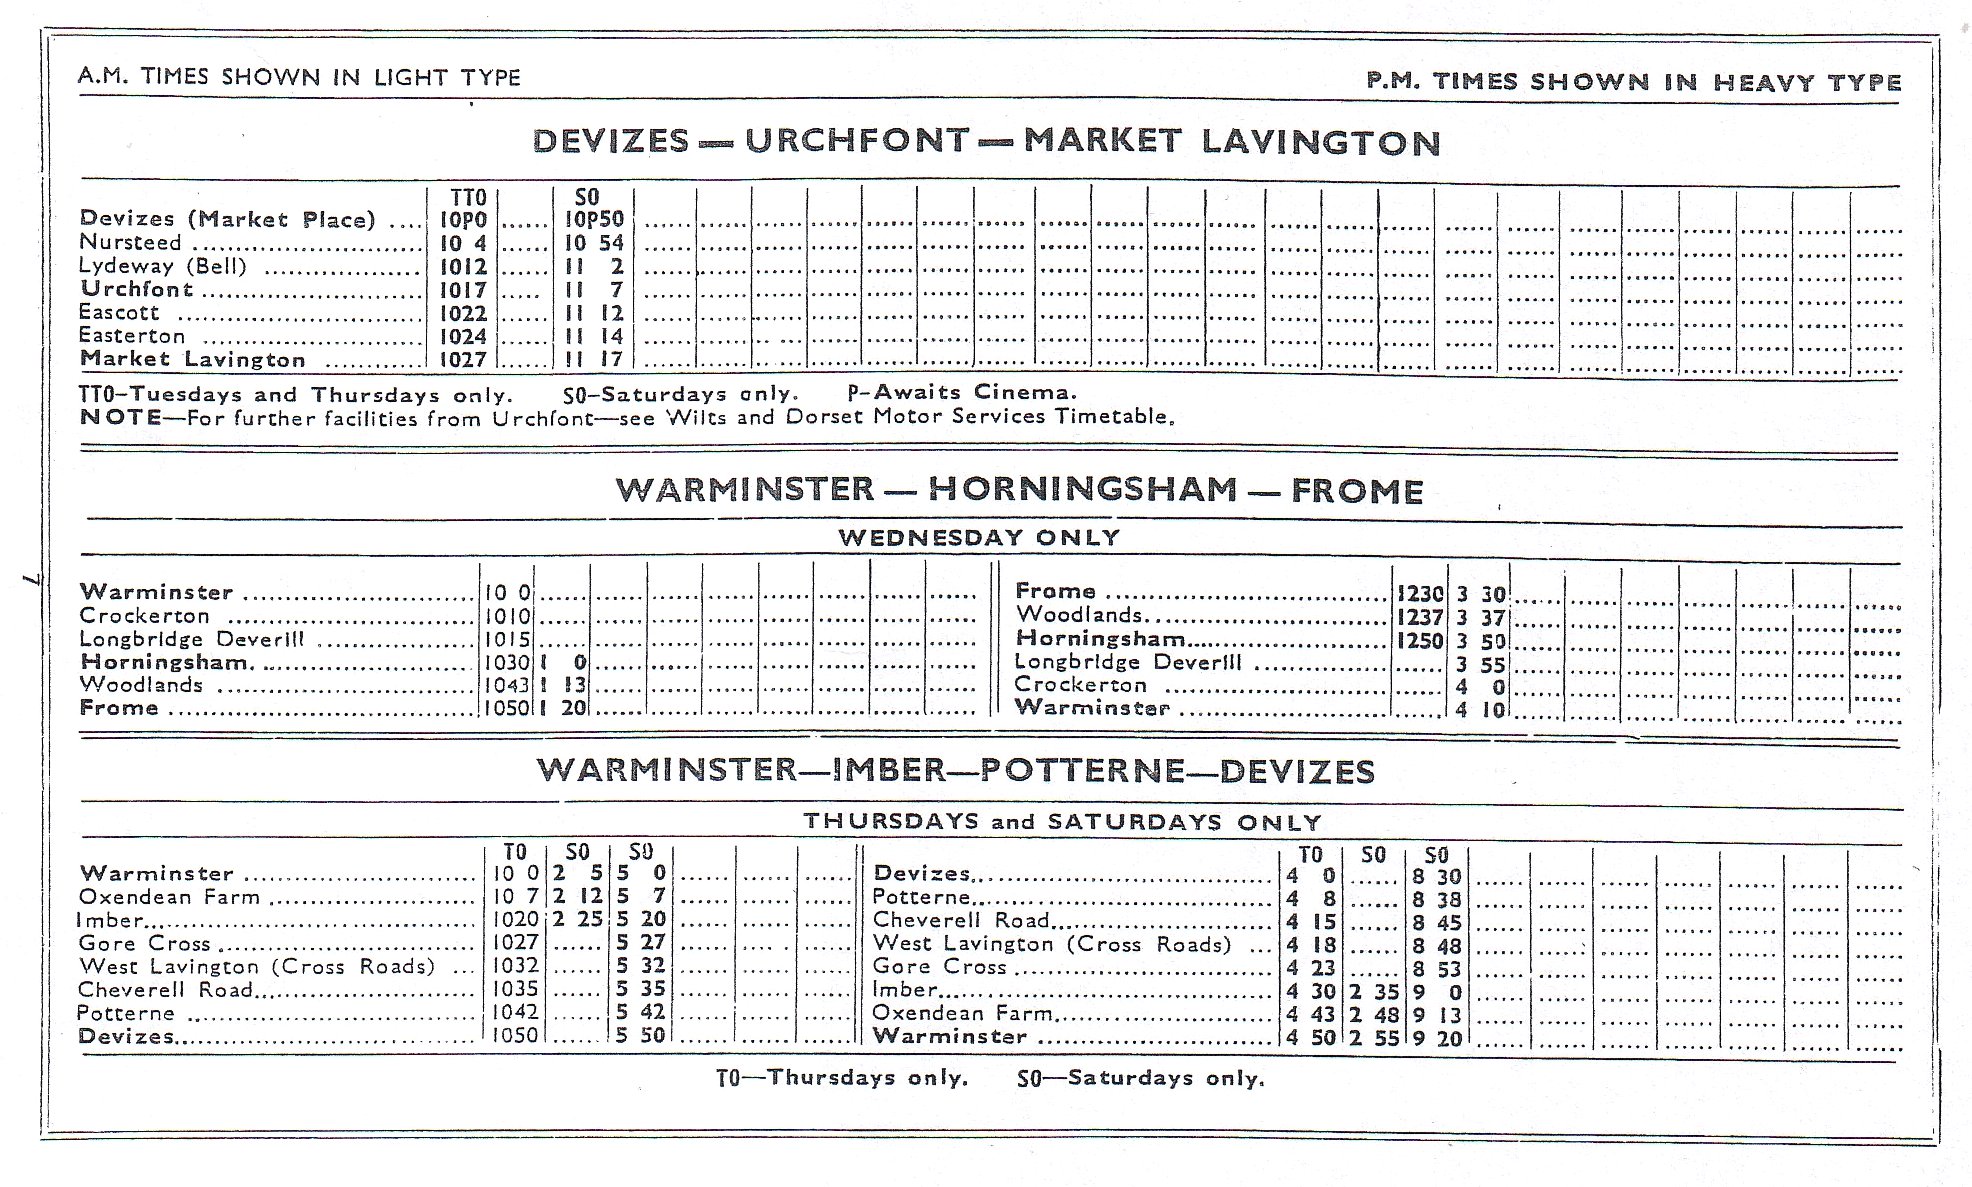 A.M. TIMES SHOWN IN LIGHT TYPE P.M. TIMES SHOWN IN HEAVY TYPE
DEVIZES — URCHFONT — MARKET LAVINGTON
TTO SO
Devizes (Market Place) .... 10P0 ...... 10P50
Nursteed ............ 10 4 ...... 10 54
Lydeway (Bell) ............ 1012 ...... 11 2
Urchfont ............ 1017 ...... 11 7
Eascott ............ 1022 ...... 11 12
Easterton ............ 1024 ...... 11 14
Market Lavington ............ 1027 ...... 11 17
TTO–Tuesdays and Thursdays only. SO–Saturdays only. P–Awaits Cinema.
NOTE—For further facilities from Urchfont—see Wilts and Dorset Motor Services Timetable.
WARMINSTER — HORNINGSHAM — FROME
WEDNESDAY ONLY
Warminster ............ 10 0 ......
Crockerton ............ 1010 ......
Longbridge Deverill ............ 1015 ......
Horningsham ............ 1030 1 0
Woodlands ............ 1043 1 13
Frome ............ 1050 1 20
Frome ............ 1230 3 30
Woodlands ............ 1237 3 37
Horningsham ............ 1250 3 50
Longbridge Deverill ............ ...... 3 55
Crockerton ............ ...... 4 0
Warminster ............ ...... 4 10
7
WARMINSTER—IMBER—POTTERNE—DEVIZES
THURSDAYS and SATURDAYS ONLY
TO SO SO
Warminster ............ 10 0 2 5 5 0
Oxendean Farm ............ 10 7 2 12 5 7
Imber ............ 1020 2 25 5 20
Gore Cross ............ 1027 ...... 5 27
West Lavington (Cross Roads) ... 1032 ...... 5 32
Cheverell Road ............ 1035 ...... 5 35
Potterne ............ 1042 ...... 5 42
Devizes ............ 1050 ...... 5 50
TO SO SO
Devizes ............ 4 0 ...... 8 30
Potterne ............ 4 8 ...... 8 38
Cheverell Road ............ 4 15 ...... 8 45
West Lavington (Cross Roads) ... 4 18 ...... 8 48
Gore Cross ............ 4 23 ...... 8 53
Imber ............ 4 30 2 35 9 0
Oxendean Farm ............ 4 43 2 48 9 13
Warminster ............ 4 50 2 55 9 20
TO—Thursdays only. SO—Saturdays only.